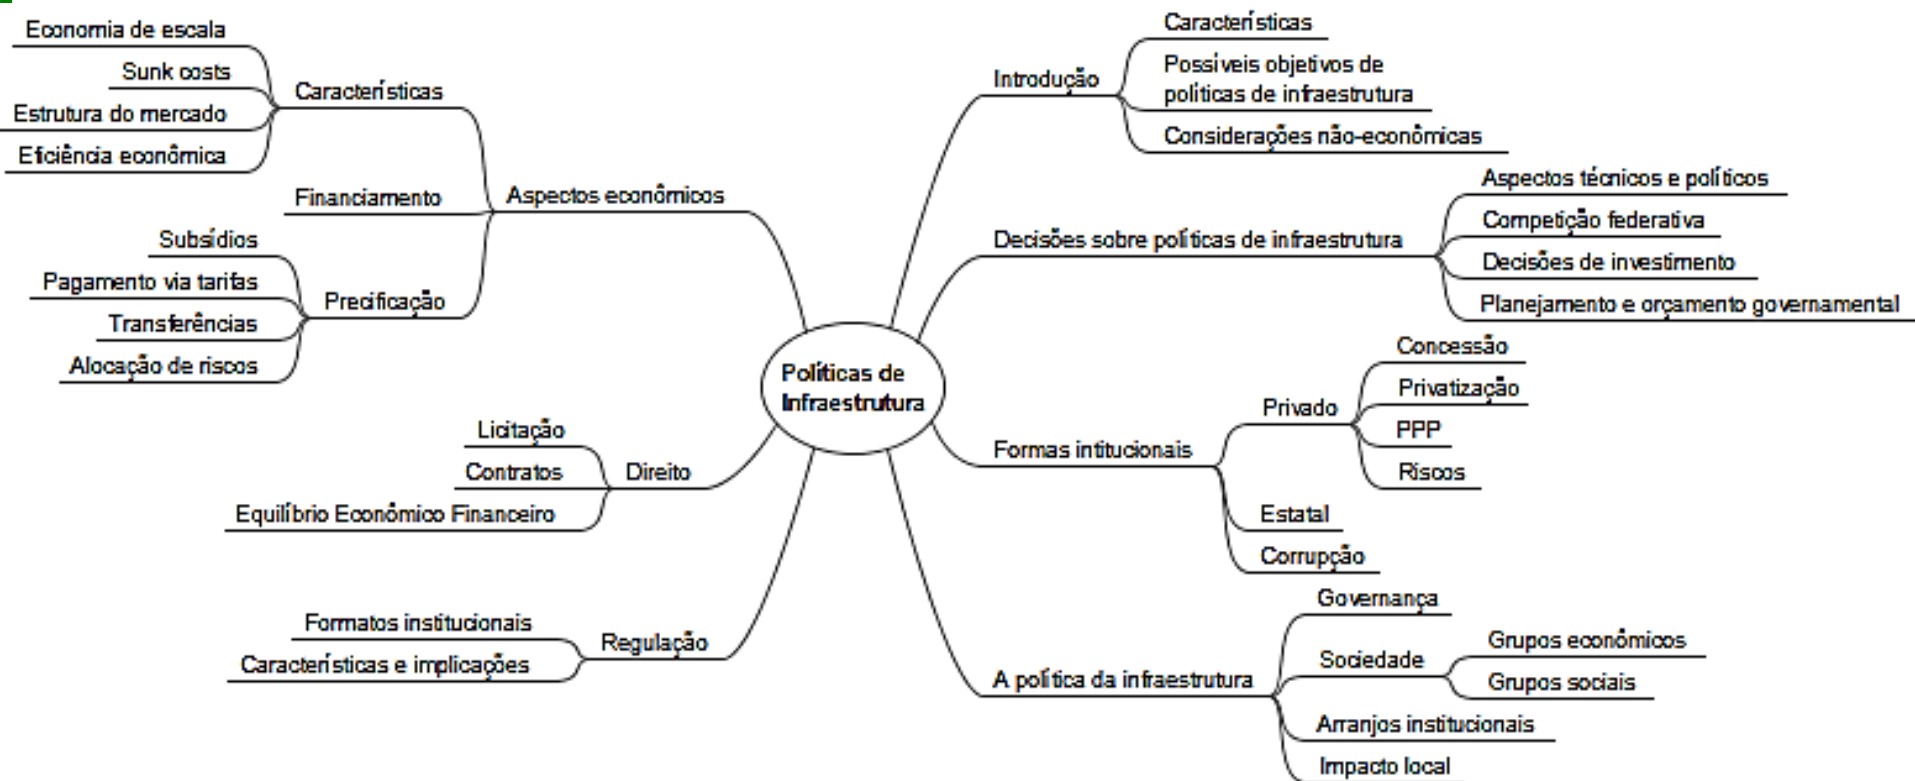 Políticas de
Infraestrutura
Introdução
Características
Possíveis objetivos de
políticas de infraestrutura
Considerações não-econômicas
Decisões sobre políticas de infraestrutura
Aspectos técnicos e políticos
Competição federativa
Decisões de investimento
Planejamento e orçamento governamental
Formas intitucionais
Privado
Concessão
Privatização
PPP
Riscos
Estatal
Corrupção
A política da infraestrutura
Governança
Sociedade
Grupos econômicos
Grupos sociais
Arranjos institucionais
Impacto local
Aspectos econômicos
Características
Economia de escala
Sunk costs
Estrutura do mercado
Eficiência econômica
Financiamento
Precificação
Subsídios
Pagamento via tarifas
Transferências
Alocação de riscos
Direito
Licitação
Contratos
Equilíbrio Econômico Financeiro
Regulação
Formatos institucionais
Características e implicações